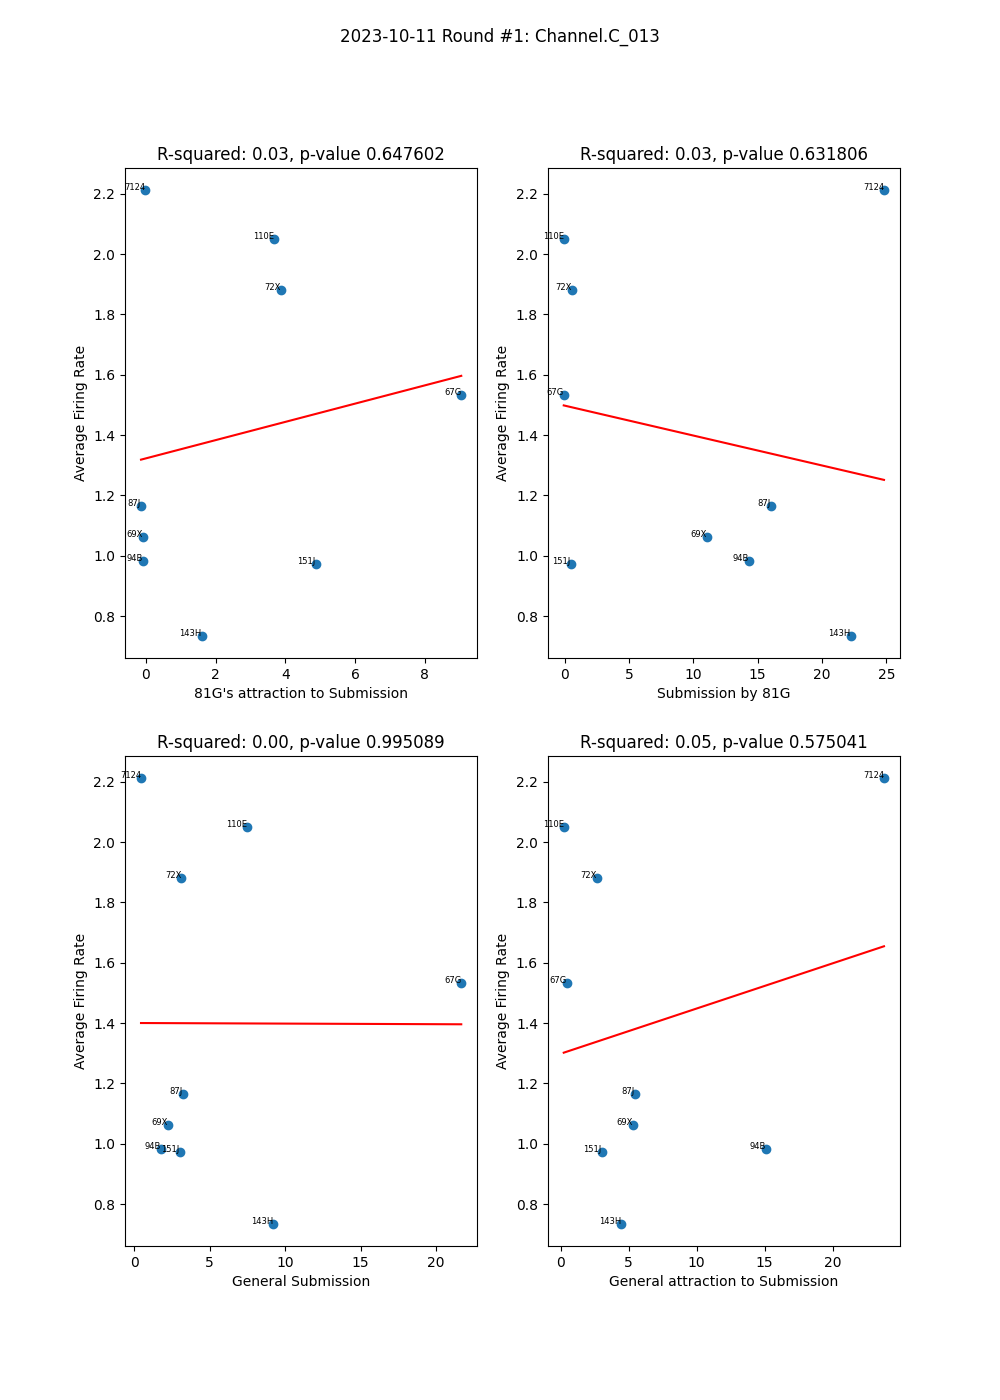 2023-10-11 Round #1: Channel.C_013
R-squared: 0.03, p-value 0.647602
Average Firing Rate
2.2
2.0
1.8
1.6
1.4
1.2
1.0
0.8
7124
110E
72X
67G
87J
69X
94B
151J
143H
0 2 4 6 8
81G's attraction to Submission
R-squared: 0.03, p-value 0.631806
Average Firing Rate
2.2
2.0
1.8
1.6
1.4
1.2
1.0
0.8
7124
110E
72X
67G
87J
69X
94B
151J
143H
0 5 10 15 20 25
Submission by 81G
R-squared: 0.00, p-value 0.995089
Average Firing Rate
2.2
2.0
1.8
1.6
1.4
1.2
1.0
0.8
7124
110E
72X
67G
87J
69X
94B
151J
143H
0 5 10 15 20
General Submission
R-squared: 0.05, p-value 0.575041
Average Firing Rate
2.2
2.0
1.8
1.6
1.4
1.2
1.0
0.8
7124
110E
72X
67G
87J
69X
94B
151J
143H
0 5 10 15 20
General attraction to Submission